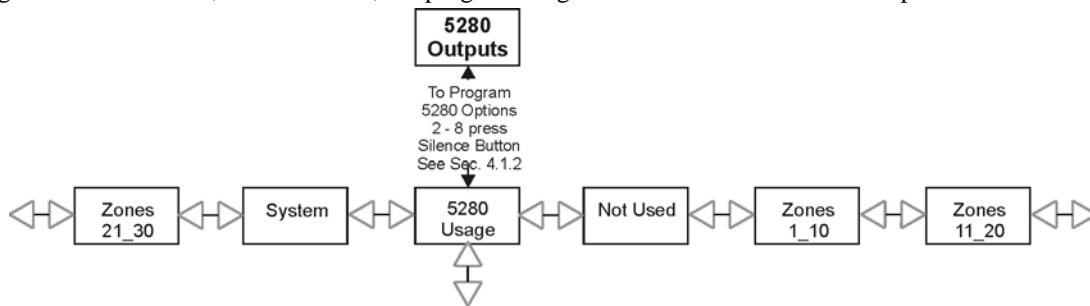 5280
Outputs
To Program
5280 Options
2 - 8 press
Silence Button
See Sec. 4.1.2
Zones
21_30
System
5280
Usage
Not Used
Zones
1_10
Zones
11_20